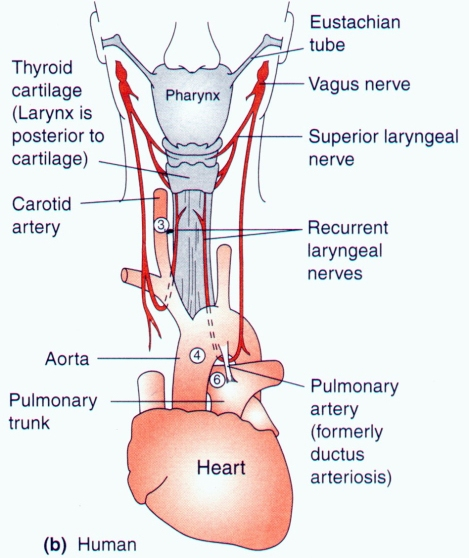 Eustachian
tube
Thyroid
cartilage
(Larynx is
posterior to
cartilage)
Vagus nerve
Pharynx
Superior laryngeal
nerve
Carotid
artery
3
Recurrent
laryngeal
nerves
Aorta
4
6
Pulmonary
trunk
Pulmonary
artery
(formerly
ductus
arteriosis)
Heart
(b) Human